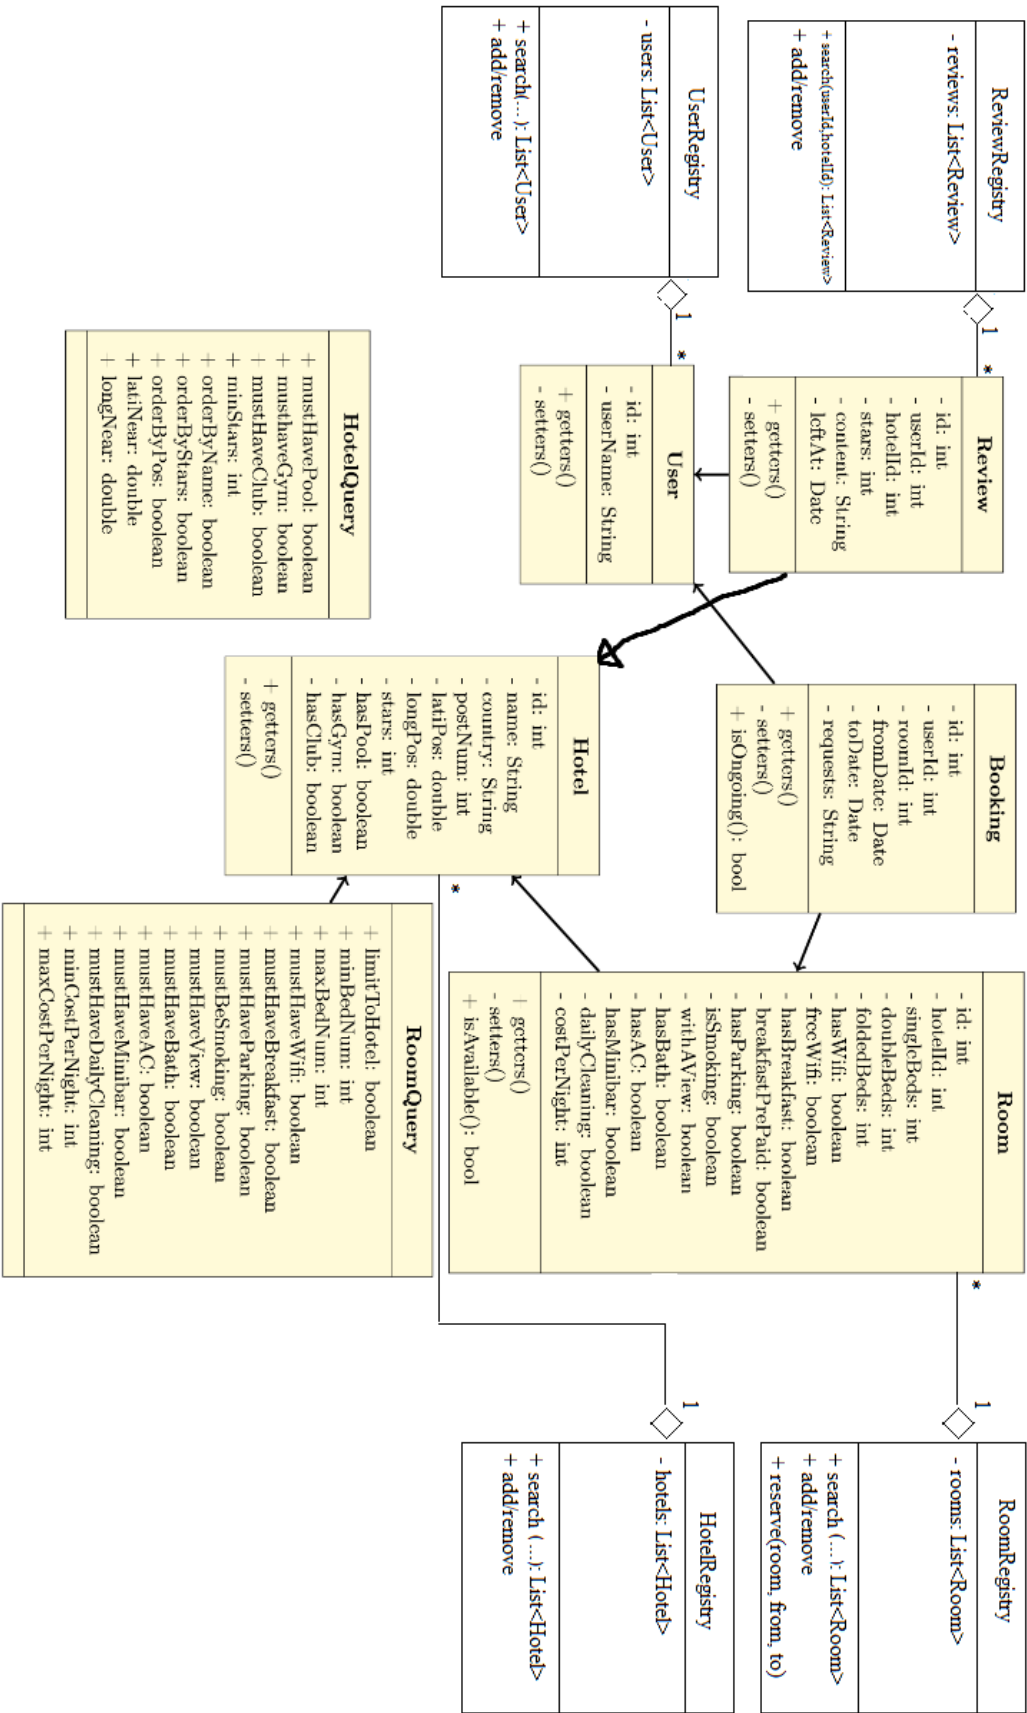 ReviewRegistry
- reviews: List<Review>
+ search(userId,hotelId): List<Review>
+ add/remove
1
*
Review
- id: int
- userId: int
- hotelId: int
- stars: int
- content: String
- leftAt: Date
+ getters()
- setters()
Booking
- id: int
- userId: int
- roomId: int
- fromDate: Date
- toDate: Date
- requests: String
+ getters()
- setters()
+ isOngoing(): bool
Room
- id: int
- hotelId: int
- singleBeds: int
- doubleBeds: int
- foldedBeds: int
- hasWifi: boolean
- freeWifi: boolean
- hasBreakfast: boolean
- breakfastPrePaid: boolean
- hasParking: boolean
- isSmoking: boolean
- withAView: boolean
- hasBath: boolean
- hasAC: boolean
- hasMinibar: boolean
- dailyCleaning: boolean
- costPerNight: int
+ getters()
- setters()
+ isAvailable(): bool
*
1
RoomRegistry
- rooms: List<Room>
+ search (...): List<Room>
+ add/remove
+ reserve(room, from, to)
UserRegistry
- users: List<User>
+ search(...): List<User>
+ add/remove
1
*
User
- id: int
- userName: String
+ getters()
- setters()
Hotel
- id: int
- name: String
- country: String
- postNum: int
- latiPos: double
- longPos: double
- stars: int
- hasPool: boolean
- hasGym: boolean
- hasClub: boolean
+ getters()
- setters()
*
1
HotelRegistry
- hotels: List<Hotel>
+ search (...): List<Hotel>
+ add/remove
HotelQuery
+ mustHavePool: boolean
+ musthaveGym: boolean
+ mustHaveClub: boolean
+ minStars: int
+ orderByName: boolean
+ orderByStars: boolean
+ orderByPos: boolean
+ latiNear: double
+ longNear: double
RoomQuery
+ limitToHotel: boolean
+ minBedNum: int
+ maxBedNum: int
+ mustHaveWifi: boolean
+ mustHaveBreakfast: boolean
+ mustHaveParking: boolean
+ mustBeSmoking: boolean
+ mustHaveView: boolean
+ mustHaveBath: boolean
+ mustHaveAC: boolean
+ mustHaveMinibar: boolean
+ mustHaveDailyCleaning: boolean
+ minCostPerNight: int
+ maxCostPerNight: int